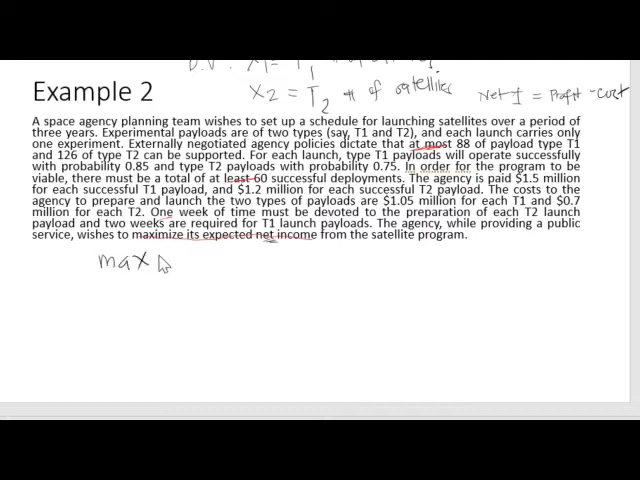 D.V : X1 = T1 # of
X2 = T2 # of satellites
Net I = Profit - cost
Example 2
A space agency planning team wishes to set up a schedule for launching satellites over a period of
three years. Experimental payloads are of two types (say, T1 and T2), and each launch carries only
one experiment. Externally negotiated agency policies dictate that at most 88 of payload type T1
and 126 of type T2 can be supported. For each launch, type T1 payloads will operate successfully
with probability 0.85 and type T2 payloads with probability 0.75. In order for the program to be
viable, there must be a total of at least 60 successful deployments. The agency is paid $1.5 million
for each successful T1 payload, and $1.2 million for each successful T2 payload. The costs to the
agency to prepare and launch the two types of payloads are $1.05 million for each T1 and $0.7
million for each T2. One week of time must be devoted to the preparation of each T2 launch
payload and two weeks are required for T1 launch payloads. The agency, while providing a public
service, wishes to maximize its expected net income from the satellite program.
max